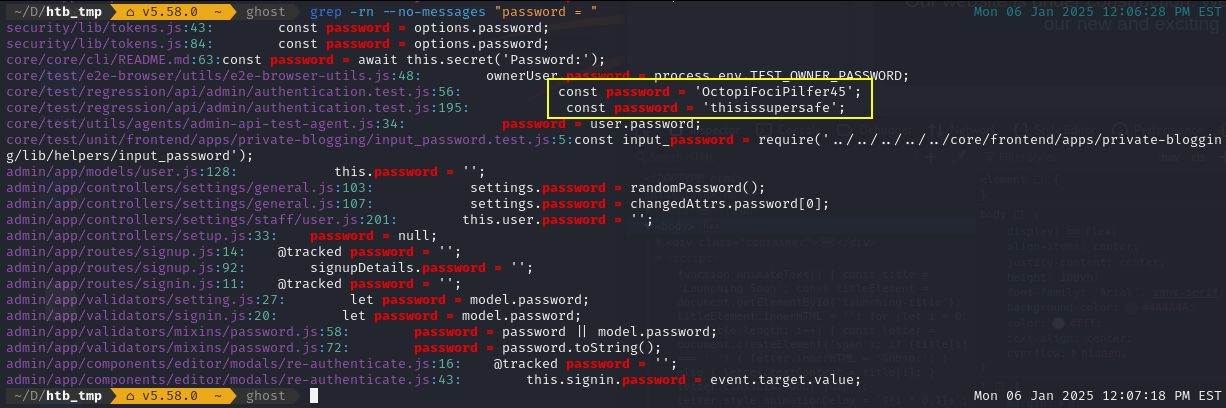 ~/D/htb_tmp ⌂ v5.58.0 ~ ghost grep -rn --no-messages "password = " Mon 06 Jan 2025 12:06:28 PM EST
security/lib/tokens.js:43: const password = options.password;
security/lib/tokens.js:84: const password = options.password;
core/core/cli/README.md:63:const password = await this.secret('Password:');
core/test/e2e-browser/utils/e2e-browser-utils.js:48: ownerUser.password = process.env.TEST_OWNER_PASSWORD;
core/test/regression/api/admin/authentication.test.js:56: const password = 'OctopiFociPilfer45';
core/test/regression/api/admin/authentication.test.js:195: const password = 'thisissupersafe';
core/test/utils/agents/admin-api-test-agent.js:34: password = user.password;
core/test/unit/frontend/apps/private-blogging/input_password.test.js:5:const input_password = require('../../../../../core/frontend/apps/private-bloggin
g/lib/helpers/input_password');
admin/app/models/user.js:128: this.password = '';
admin/app/controllers/settings/general.js:103: settings.password = randomPassword();
admin/app/controllers/settings/general.js:107: settings.password = changedAttrs.password[0];
admin/app/controllers/settings/staff/user.js:201: this.user.password = '';
admin/app/controllers/setup.js:33: password = null;
admin/app/routes/signup.js:14: @tracked password = '';
admin/app/routes/signup.js:92: signupDetails.password = '';
admin/app/routes/signin.js:11: @tracked password = '';
admin/app/validators/setting.js:27: let password = model.password;
admin/app/validators/signin.js:20: let password = model.password;
admin/app/validators/mixins/password.js:58: password = password || model.password;
admin/app/validators/mixins/password.js:72: password = password.toString();
admin/app/components/editor/modals/re-authenticate.js:16: @tracked password = '';
admin/app/components/editor/modals/re-authenticate.js:43: this.signin.password = event.target.value;
~/D/htb_tmp ⌂ v5.58.0 ~ ghost Mon 06 Jan 2025 12:07:18 PM EST